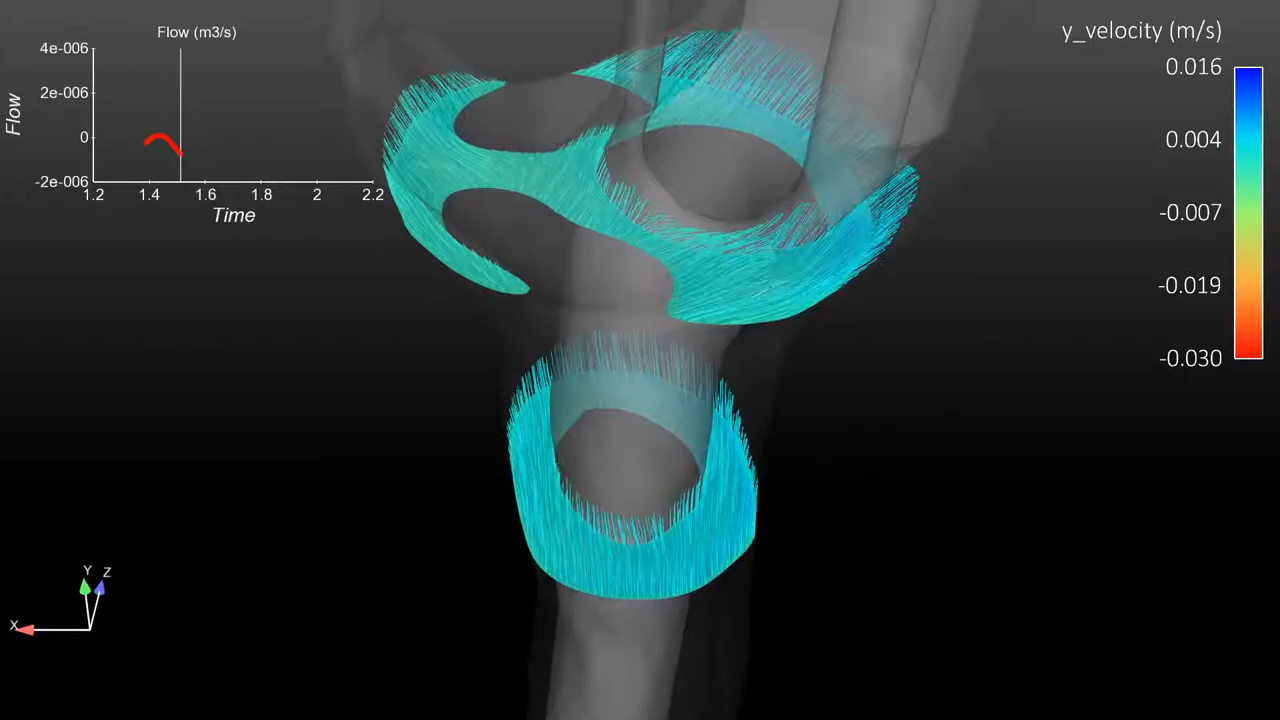 Flow (m3/s)
4e-006
2e-006
0
-2e-006
Flow
1.2 1.4 1.6 1.8 2 2.2
Time
y_velocity (m/s)
0.016
0.004
-0.007
-0.019
-0.030
Y Z
X